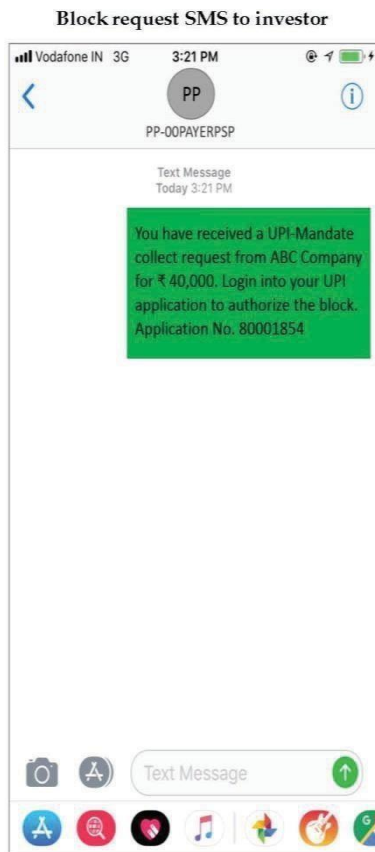 Block request SMS to investor
Vodafone IN 3G 3:21 PM
PP
PP-00PAYERPSP
Text Message
Today 3:21 PM
You have received a UPI-Mandate
collect request from ABC Company
for ₹ 40,000. Login into your UPI
application to authorize the block.
Application No. 80001854
Text Message